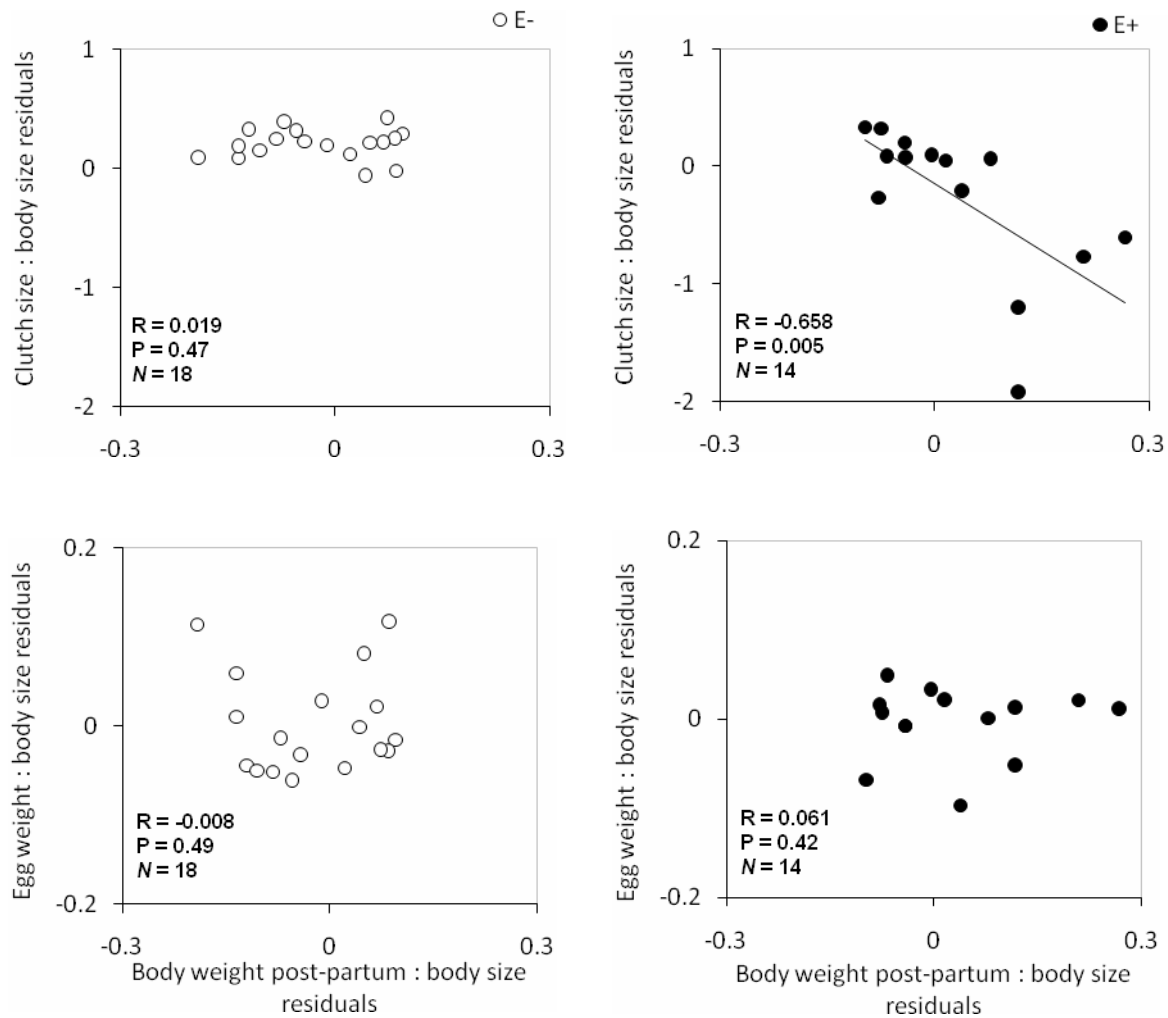 E-
1
0
-1
-2
-0.3
0
0.3
Clutch size : body size residuals
R = 0.019
P = 0.47
N = 18
E+
1
0
-1
-2
-0.3
0
0.3
Clutch size : body size residuals
R = -0.658
P = 0.005
N = 14
0.2
0
-0.2
-0.3
0
0.3
Egg weight : body size residuals
R = -0.008
P = 0.49
N = 18
Body weight post-partum : body size
residuals
0.2
0
-0.2
-0.3
0
0.3
Egg weight : body size residuals
R = 0.061
P = 0.42
N = 14
Body weight post-partum : body size
residuals